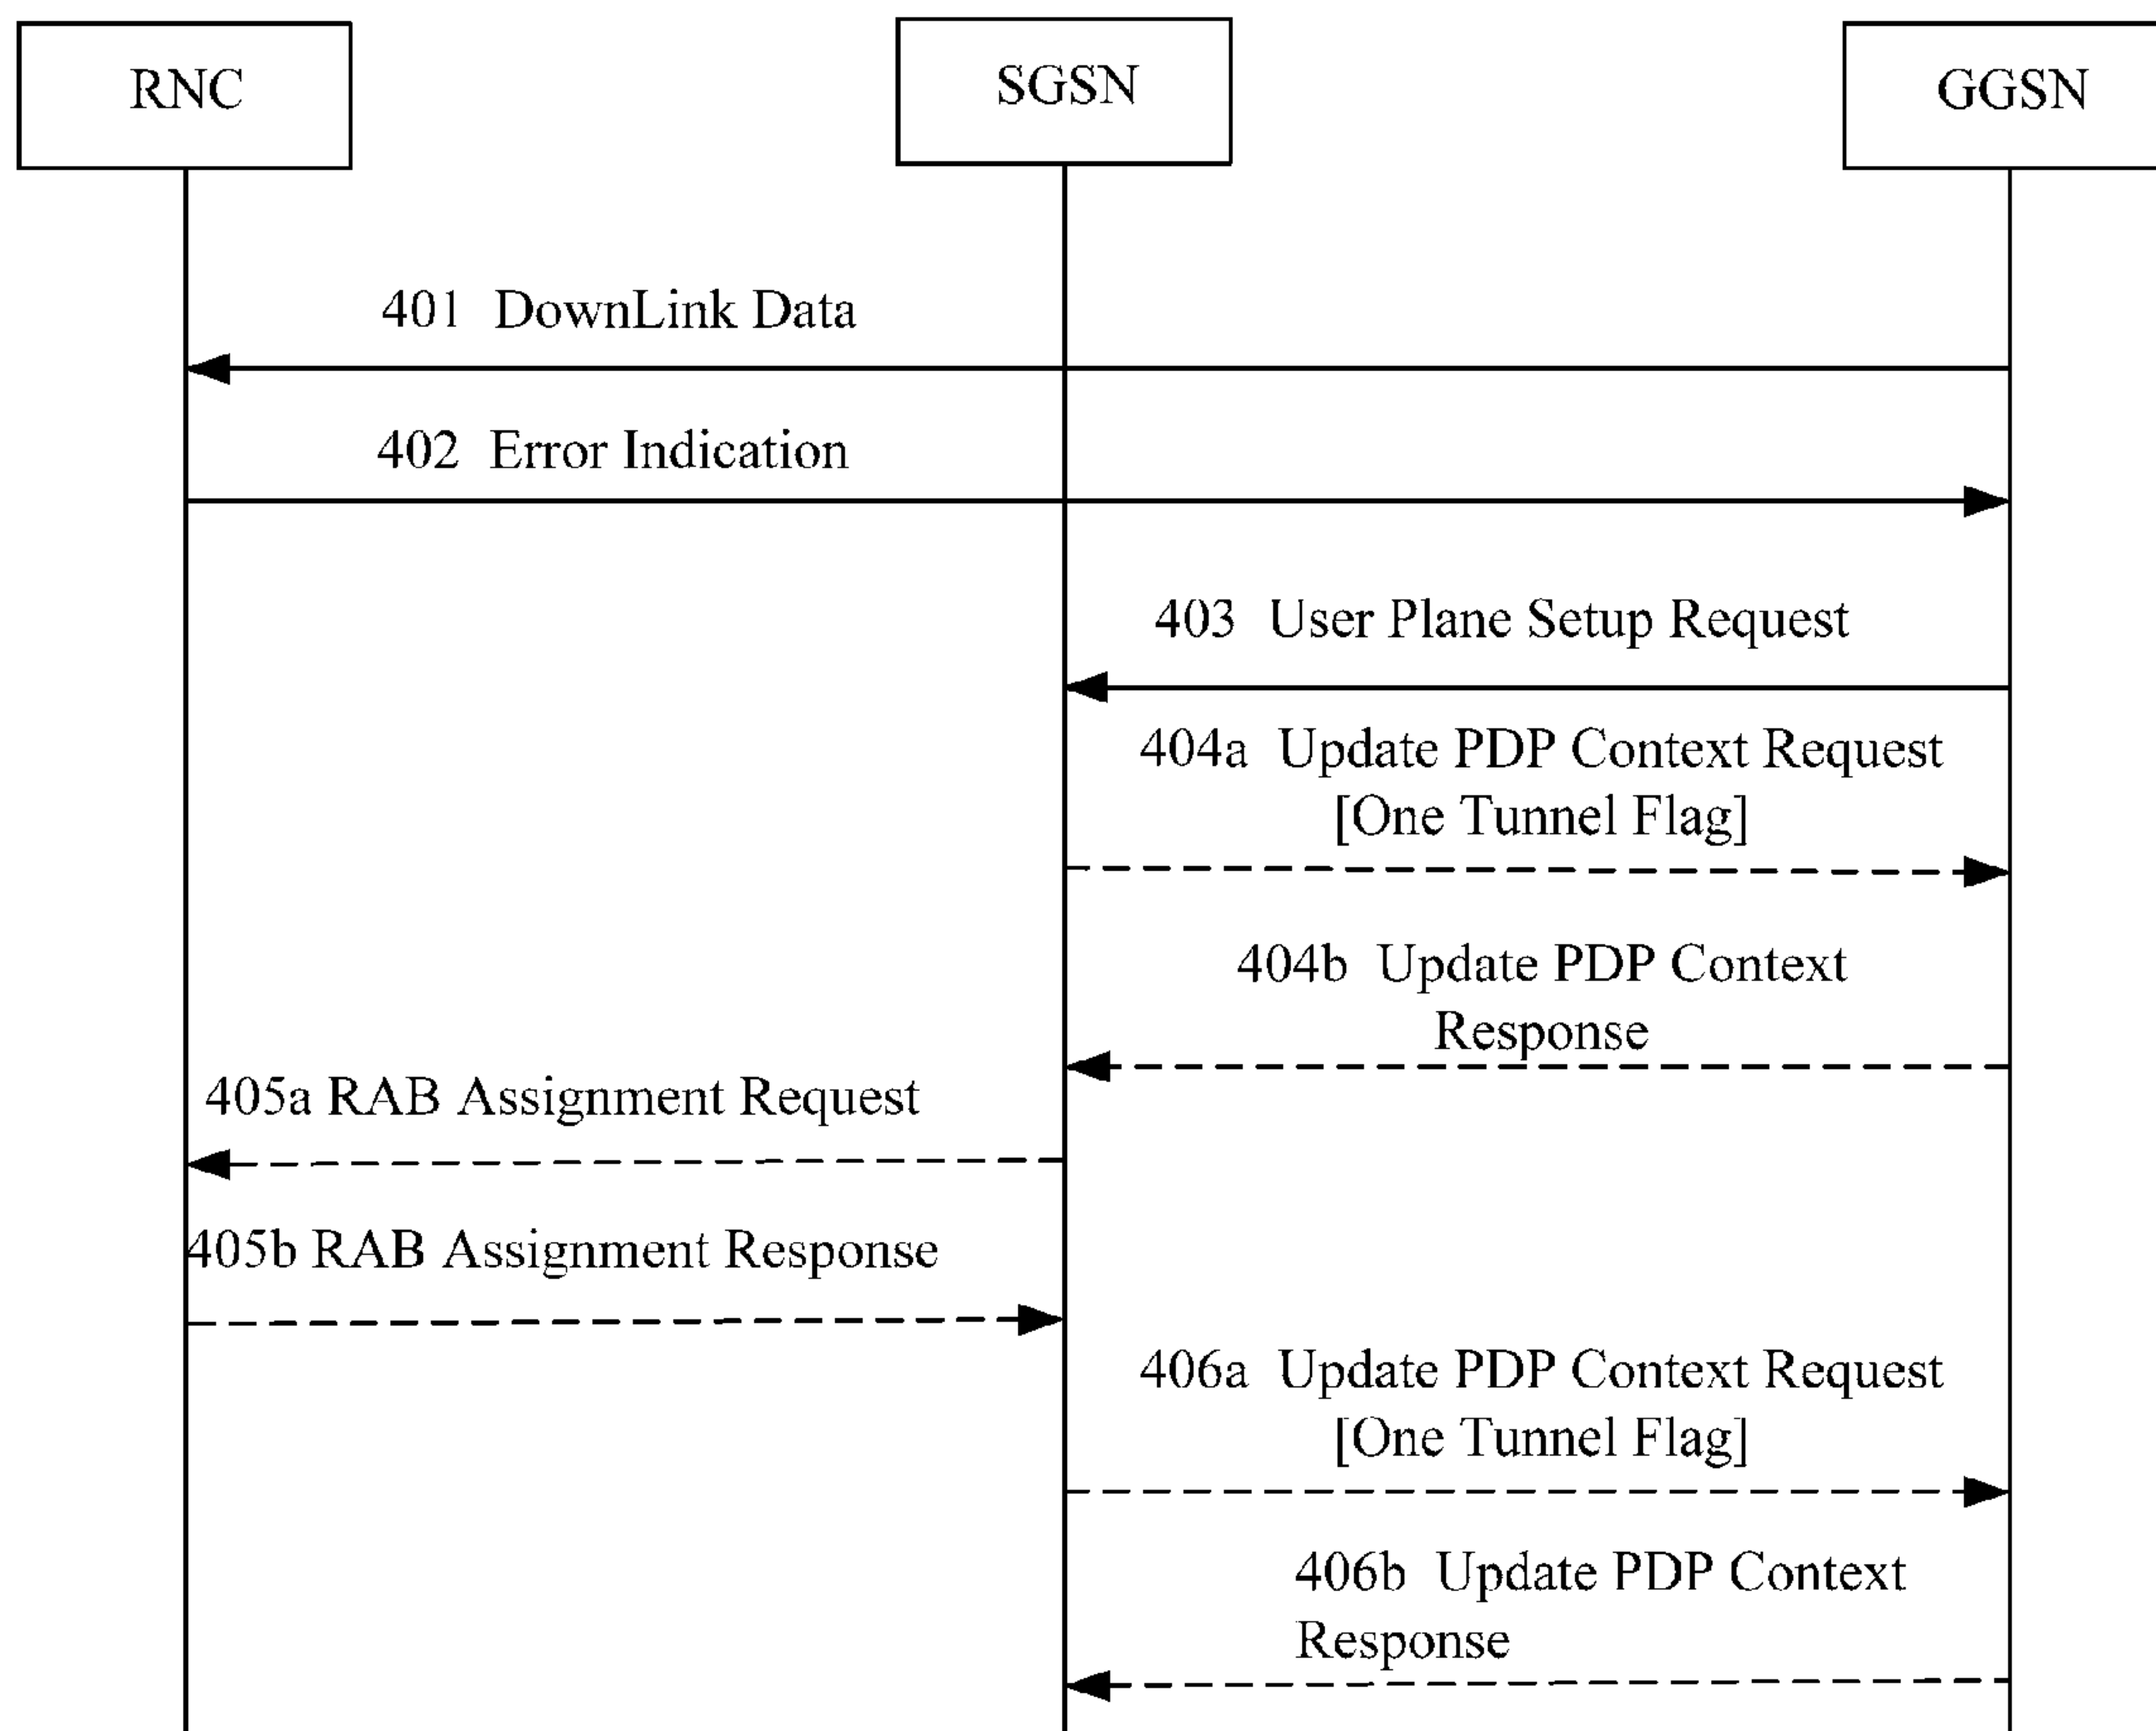 RNC
SGSN
GGSN
401 DownLink Data
402 Error Indication
403 User Plane Setup Request
404a Update PDP Context Request
[One Tunnel Flag]
404b Update PDP Context
Response
405a RAB Assignment Request
405b RAB Assignment Response
406a Update PDP Context Request
[One Tunnel Flag]
406b Update PDP Context
Response